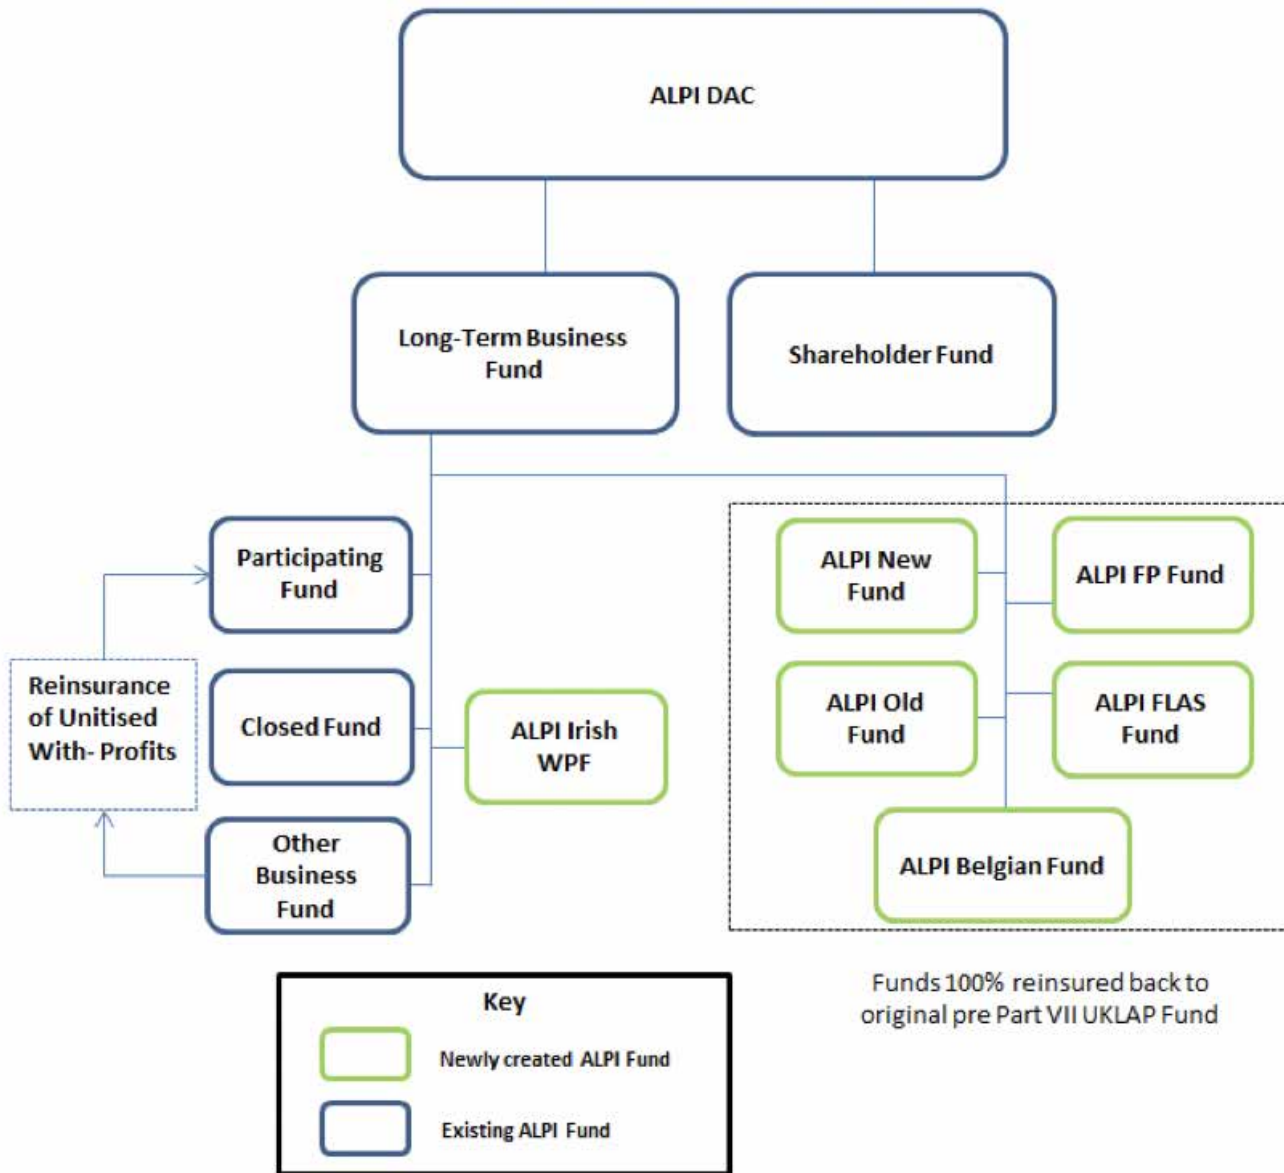 ALPI DAC
Long-Term Business
Fund
Shareholder Fund
Participating
Fund
Reinsurance
of Unitised
With- Profits
Closed Fund
Other
Business
Fund
ALPI Irish
WPF
ALPI New
Fund
ALPI FP Fund
ALPI Old
Fund
ALPI FLAS
Fund
ALPI Belgian Fund
Funds 100% reinsured back to
original pre Part VII UKLAP Fund
Key
Newly created ALPI Fund
Existing ALPI Fund